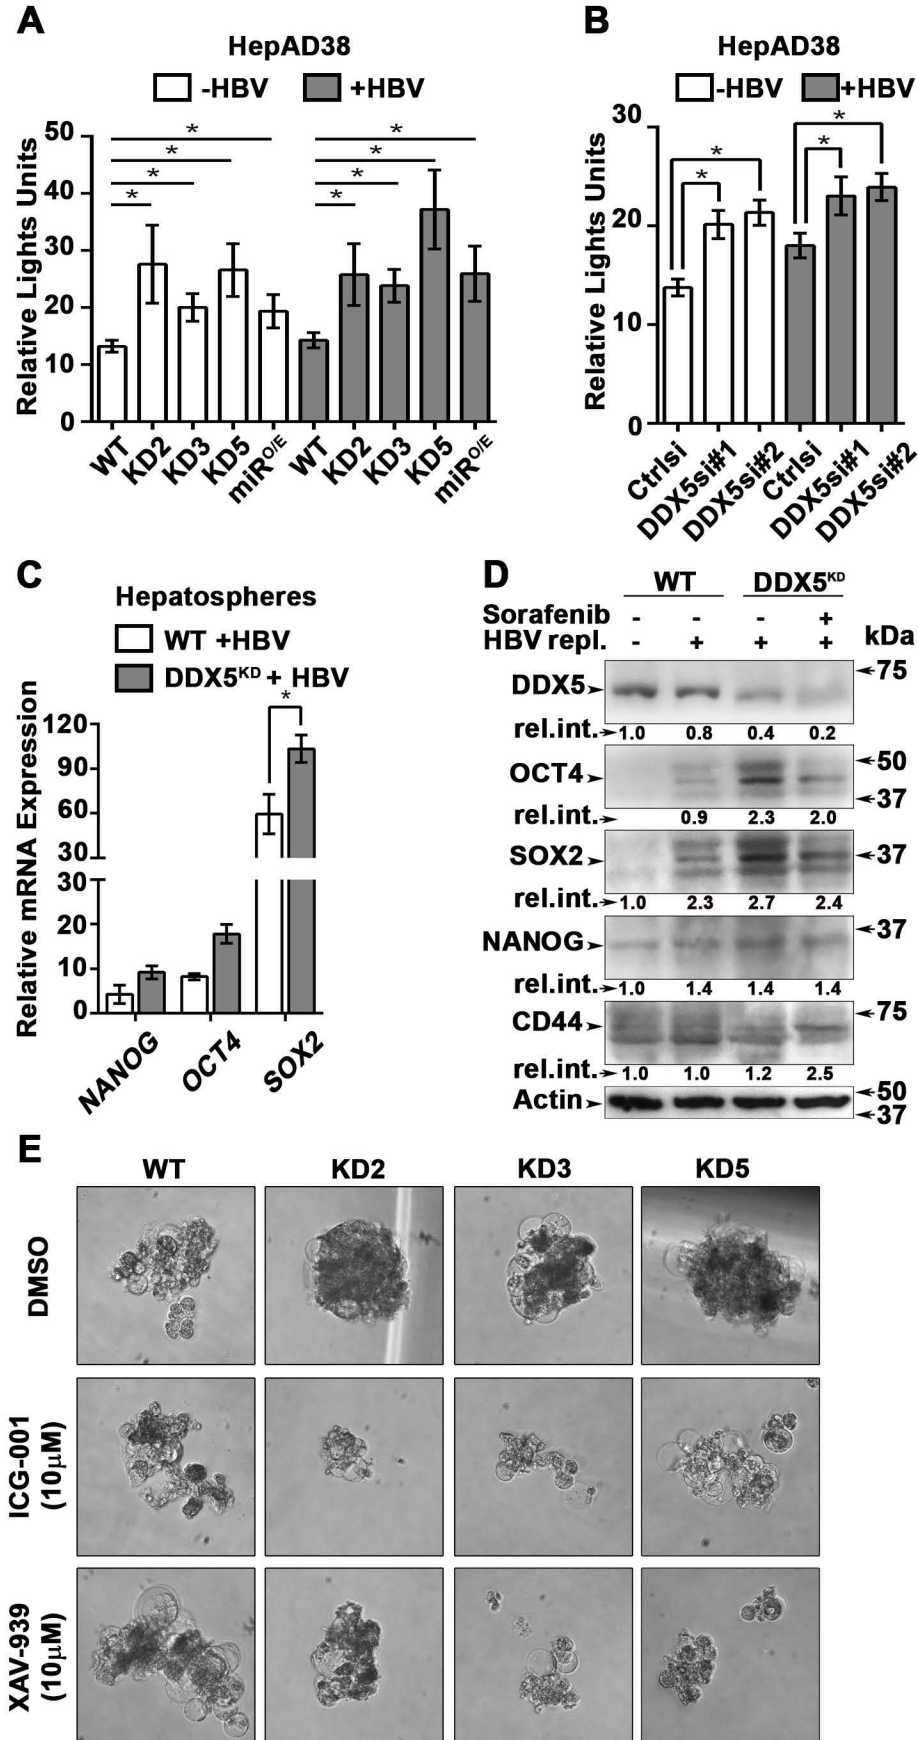 A
HepAD38
-HBV +HBV
Relative Lights Units
50
40
30
20
10
0
* * * * * * * *
WT KD2 KD3 KD5 miR^O/E WT KD2 KD3 KD5 miR^O/E
B
HepAD38
-HBV +HBV
Relative Lights Units
30
20
10
0
* * * *
Ctrlsi DDX5si#1 DDX5si#2 Ctrlsi DDX5si#1 DDX5si#2
C
Hepatospheres
WT +HBV
DDX5^KD + HBV
Relative mRNA Expression
120
90
60
30
30
20
10
0
*
NANOG OCT4 SOX2
D
WT DDX5^KD
Sorafenib - - - +
HBV repl. - + + + kDa
DDX5 75
rel.int. 1.0 0.8 0.4 0.2
OCT4 50
37
rel.int. 0.9 2.3 2.0
SOX2 37
rel.int. 1.0 2.3 2.7 2.4
NANOG 37
rel.int. 1.0 1.4 1.4 1.4
CD44 75
rel.int. 1.0 1.0 1.2 2.5
Actin 50
37
E
WT KD2 KD3 KD5
DMSO
ICG-001
(10µM)
XAV-939
(10µM)